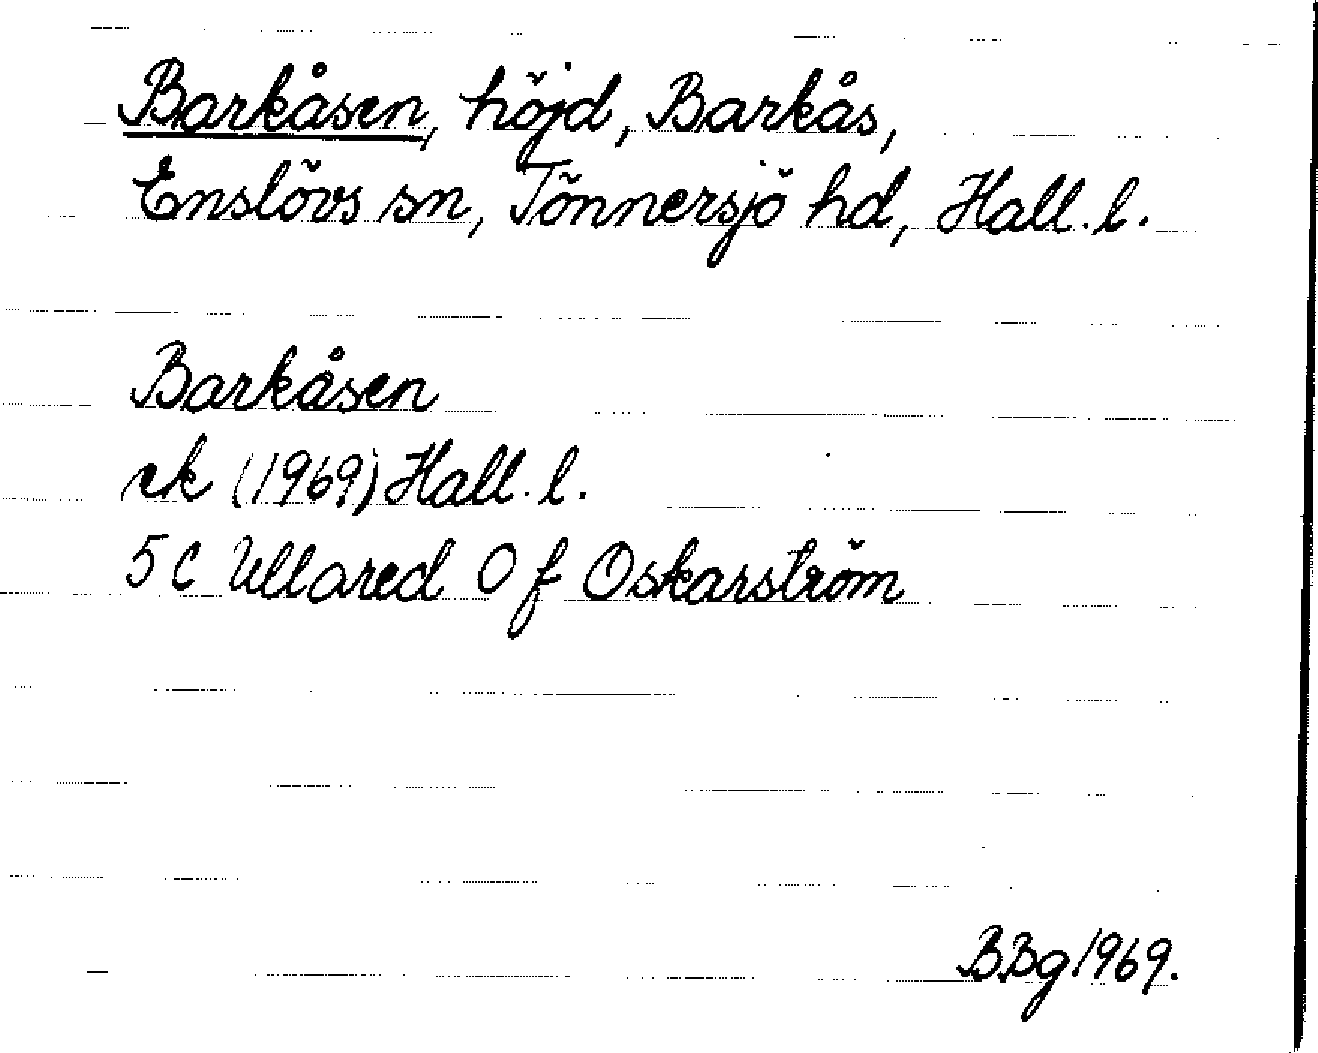 Barkåsen, höjd, Barkås,
Enslövs sn, Tönnersjö hd, Hall. l.
Barkåsen
ek (1969) Hall. l.
5 C Ullared O f Oskarström
BBg 1969.